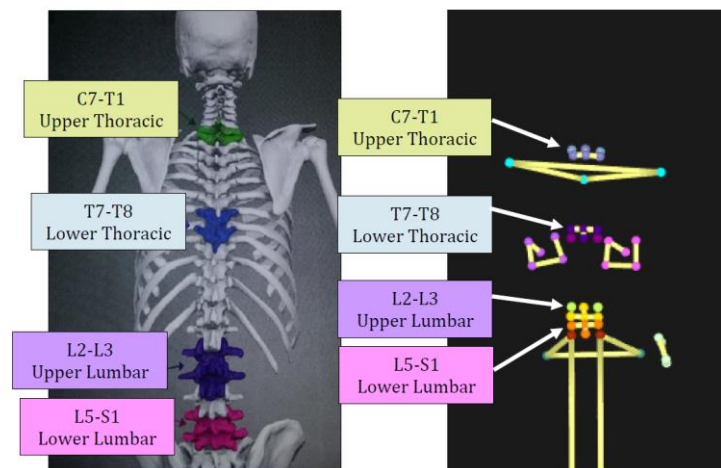 C7-T1
Upper Thoracic
T7-T8
Lower Thoracic
L2-L3
Upper Lumbar
L5-S1
Lower Lumbar
C7-T1
Upper Thoracic
T7-T8
Lower Thoracic
L2-L3
Upper Lumbar
L5-S1
Lower Lumbar